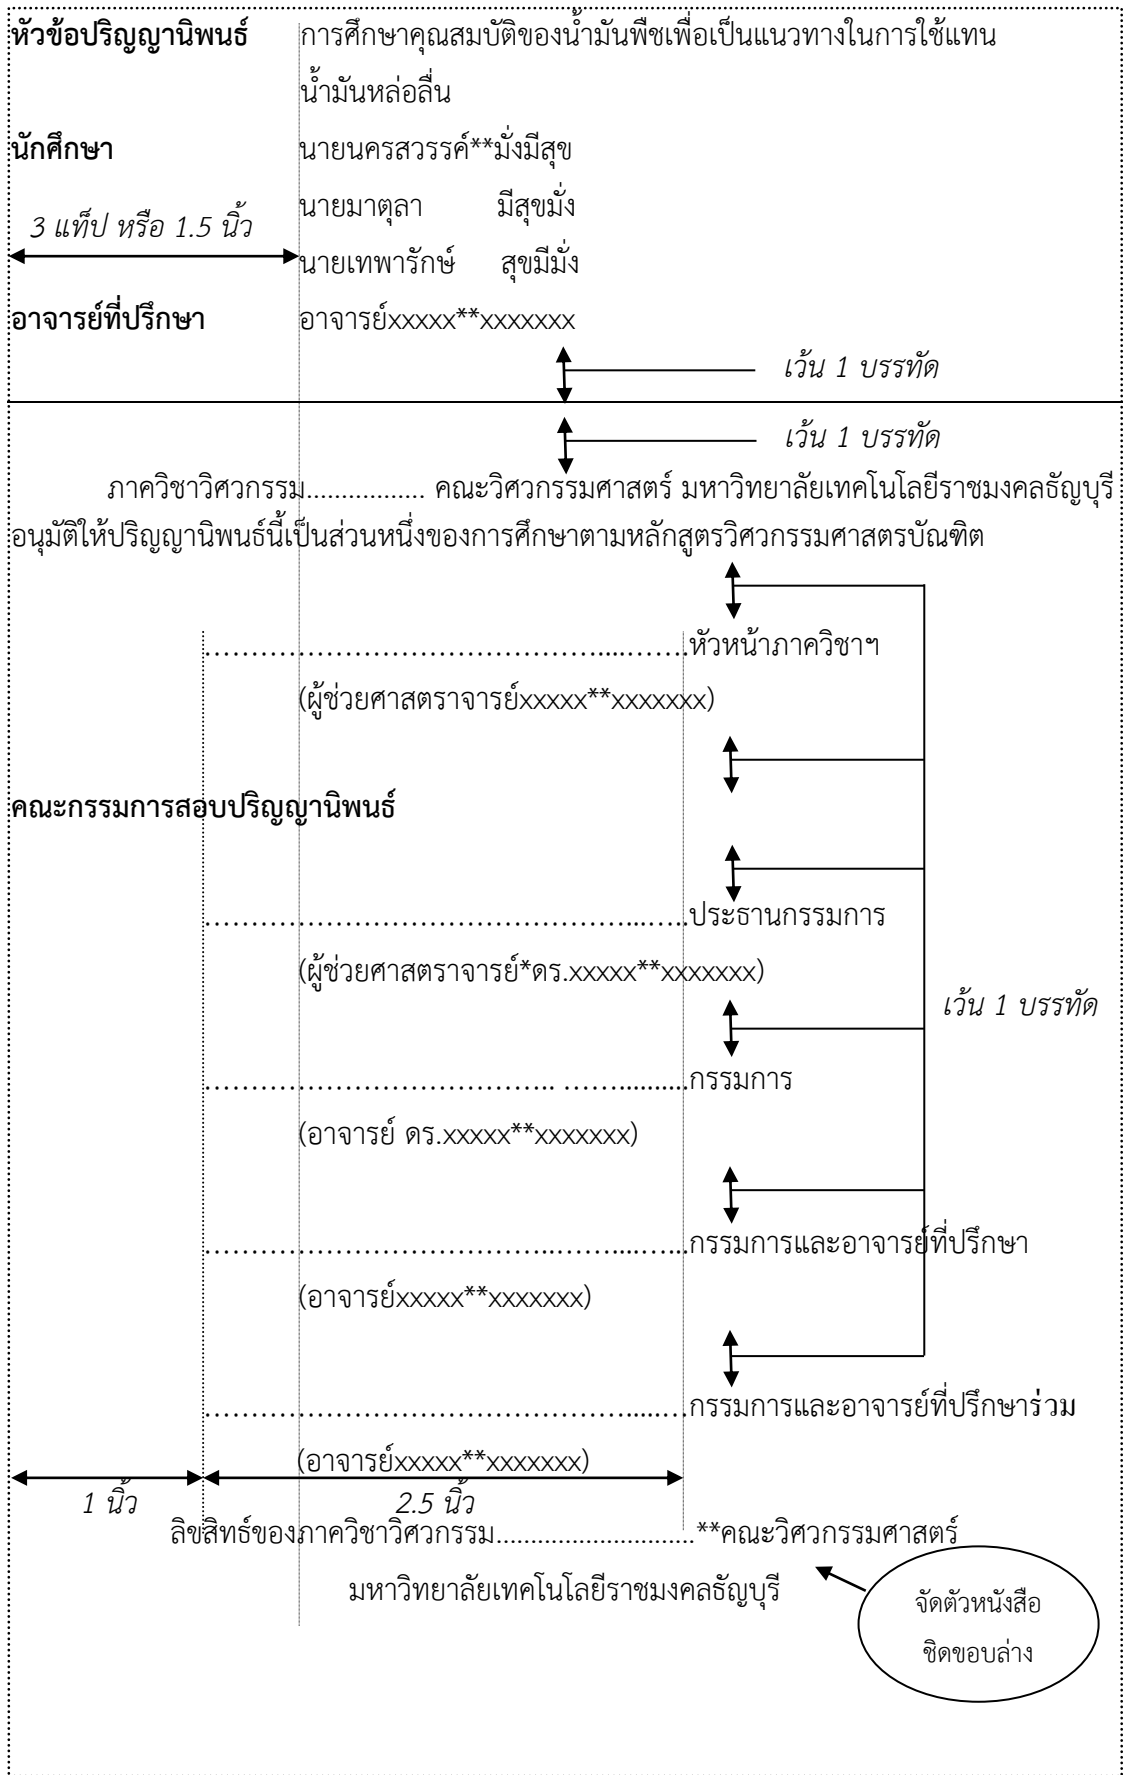 หัวข้อปริญญานิพนธ์ การศึกษาคุณสมบัติของน้ำมันพืชเพื่อเป็นแนวทางในการใช้แทน
น้ำมันหล่อลื่น
นักศึกษา นายนครสวรรค์**มั่งมีสุข
นายมาตุลา มีสุขมั่ง
3 แท็ป หรือ 1.5 นิ้ว
นายเทพารักษ์ สุขมีมั่ง
อาจารย์ที่ปรึกษา อาจารย์xxxxx**xxxxxxx
เว้น 1 บรรทัด
เว้น 1 บรรทัด
ภาควิชาวิศวกรรม................. คณะวิศวกรรมศาสตร์ มหาวิทยาลัยเทคโนโลยีราชมงคลธัญบุรี
อนุมัติให้ปริญญานิพนธ์นี้เป็นส่วนหนึ่งของการศึกษาตามหลักสูตรวิศวกรรมศาสตรบัณฑิต
…………………………………....…….หัวหน้าภาควิชาฯ
(ผู้ช่วยศาสตราจารย์xxxxx**xxxxxxx)
คณะกรรมการสอบปริญญานิพนธ์
……………………………………...…..ประธานกรรมการ
(ผู้ช่วยศาสตราจารย์*ดร.xxxxx**xxxxxxx)
เว้น 1 บรรทัด
……………………………….. ……..........กรรมการ
(อาจารย์ ดร.xxxxx**xxxxxxx)
………………………………..……....…...กรรมการและอาจารย์ที่ปรึกษา
(อาจารย์xxxxx**xxxxxxx)
……………………………………......….กรรมการและอาจารย์ที่ปรึกษาร่วม
(อาจารย์xxxxx**xxxxxxx)
1 นิ้ว 2.5 นิ้ว
ลิขสิทธ์ของภาควิชาวิศวกรรม............................**คณะวิศวกรรมศาสตร์
มหาวิทยาลัยเทคโนโลยีราชมงคลธัญบุรี
จัดตัวหนังสือ
ชิดขอบล่าง